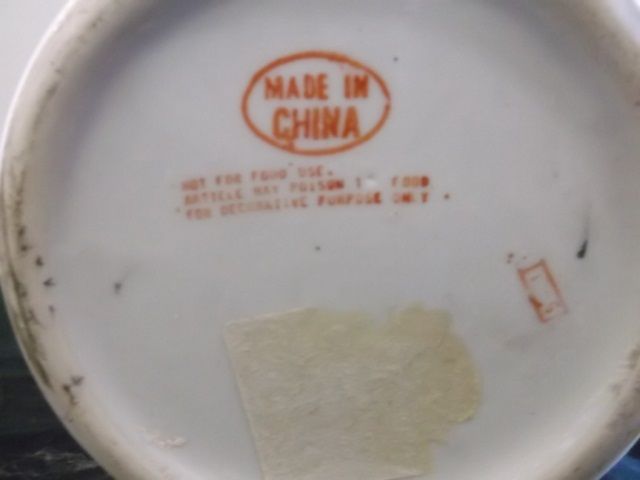 MADE IN
CHINA
NOT FOR FOOD USE.
ARTICLE MAY POISON FOOD
FOR DECORATIVE PURPOSE ONLY